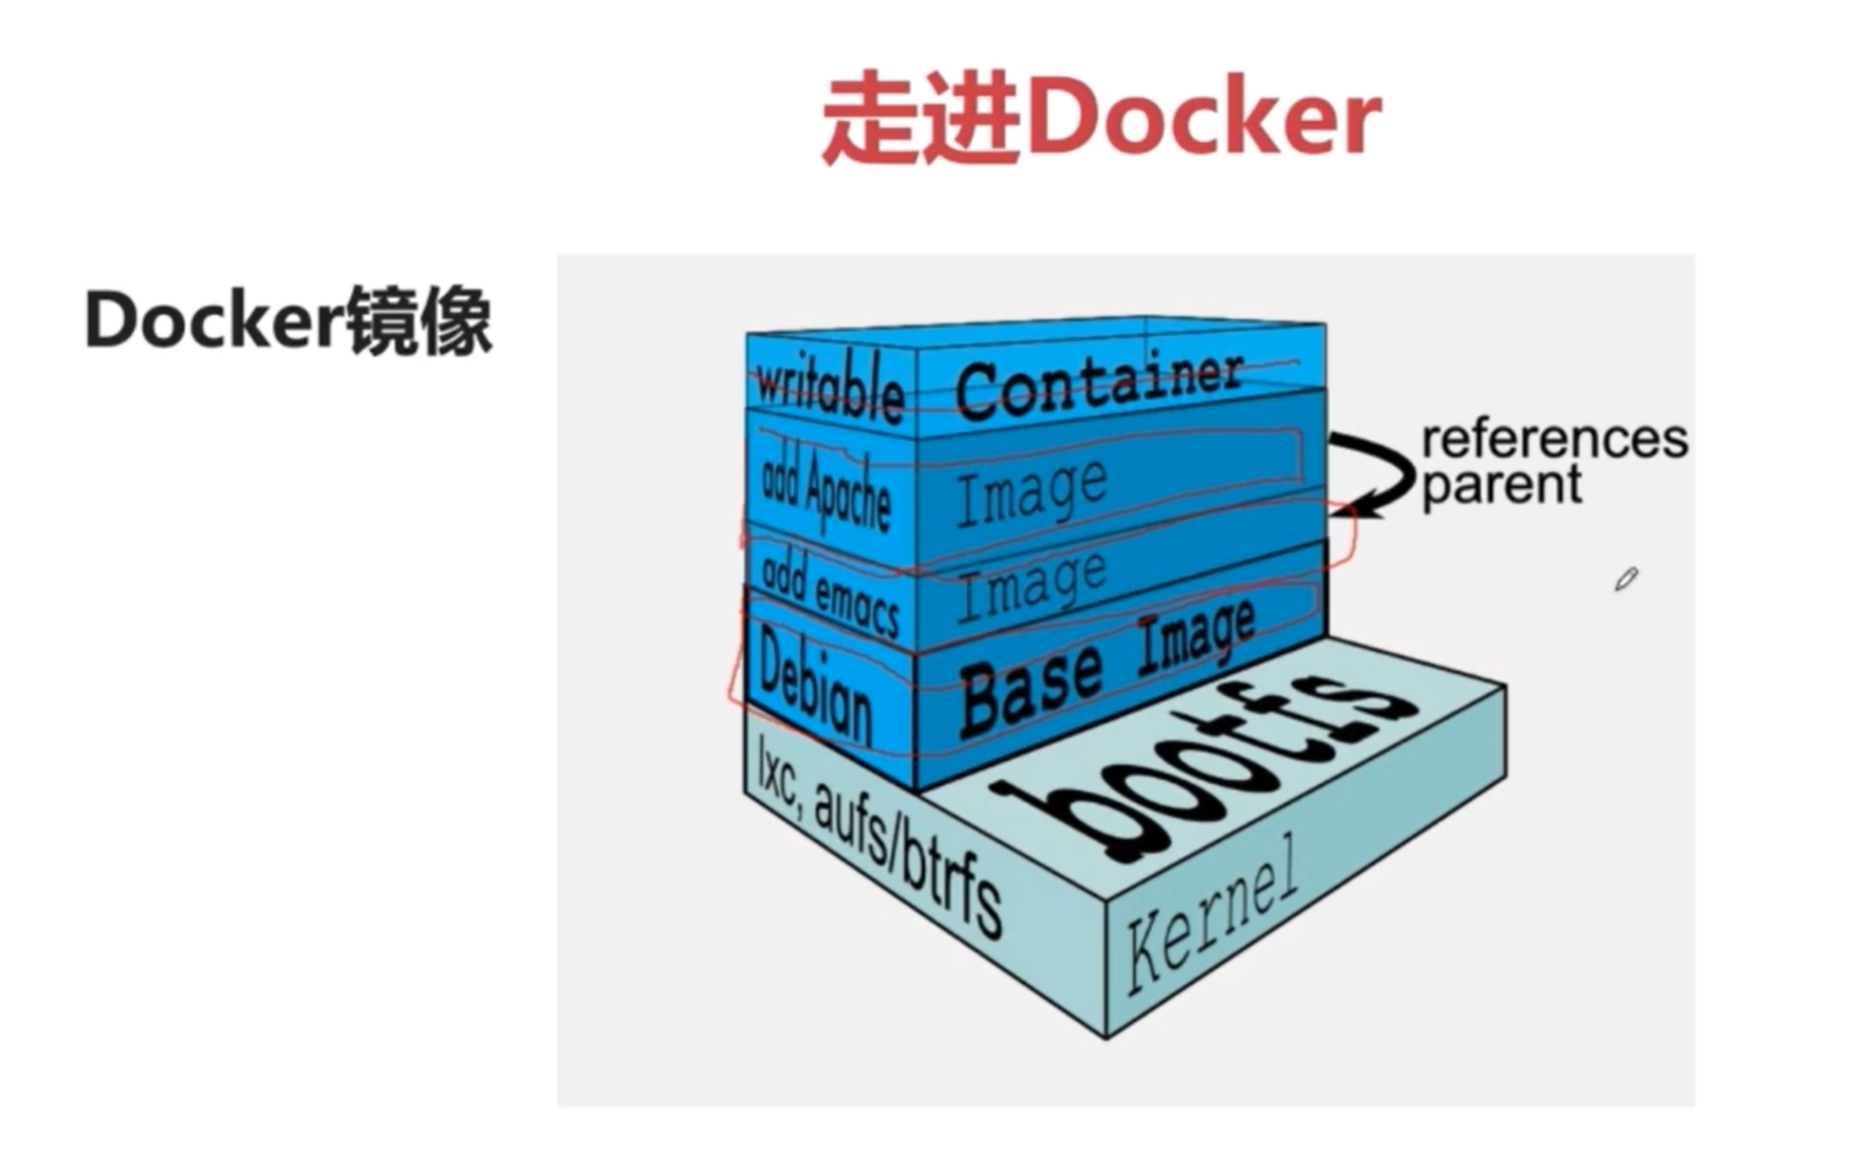 走进Docker
Docker镜像
writable Container
add Apache Image
references
parent
add emacs Image
Debian Base Image
bootfs
lxc, aufs/btrfs
Kernel